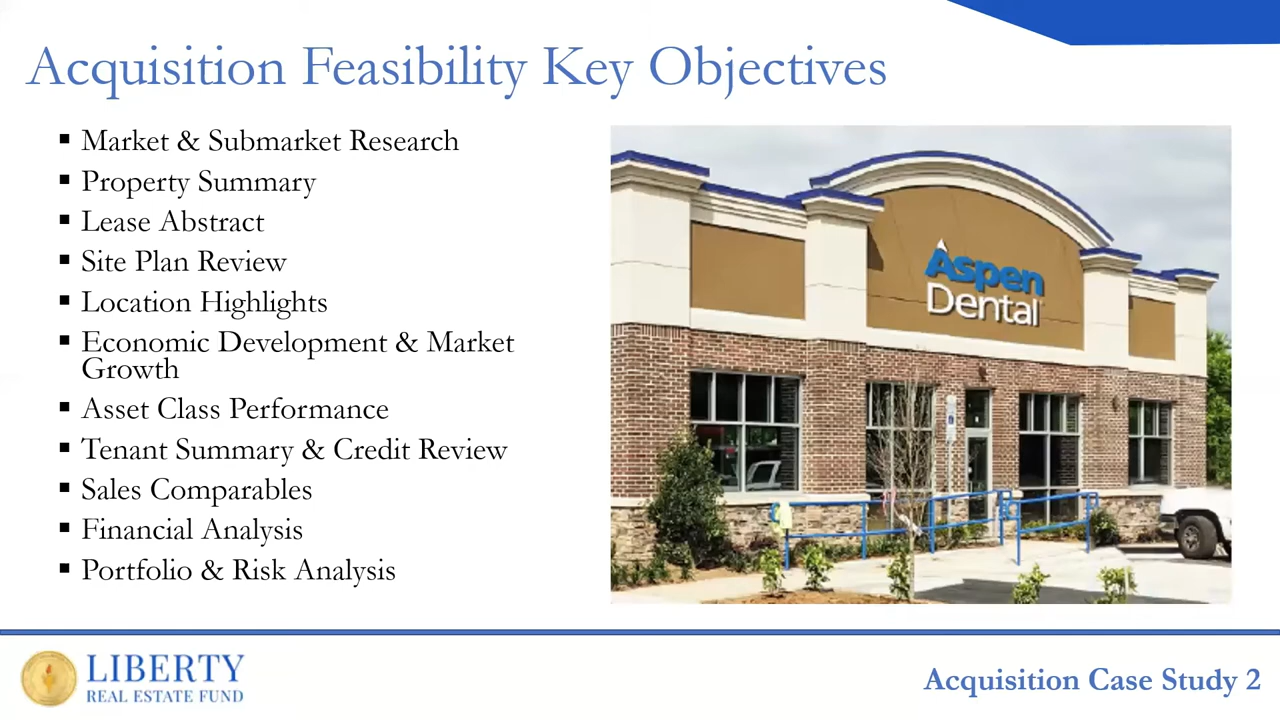 Acquisition Feasibility Key Objectives
▪ Market & Submarket Research
▪ Property Summary
▪ Lease Abstract
▪ Site Plan Review
▪ Location Highlights
▪ Economic Development & Market
Growth
▪ Asset Class Performance
▪ Tenant Summary & Credit Review
▪ Sales Comparables
▪ Financial Analysis
▪ Portfolio & Risk Analysis
Aspen
Dental
LIBERTY
REAL ESTATE FUND
Acquisition Case Study 2